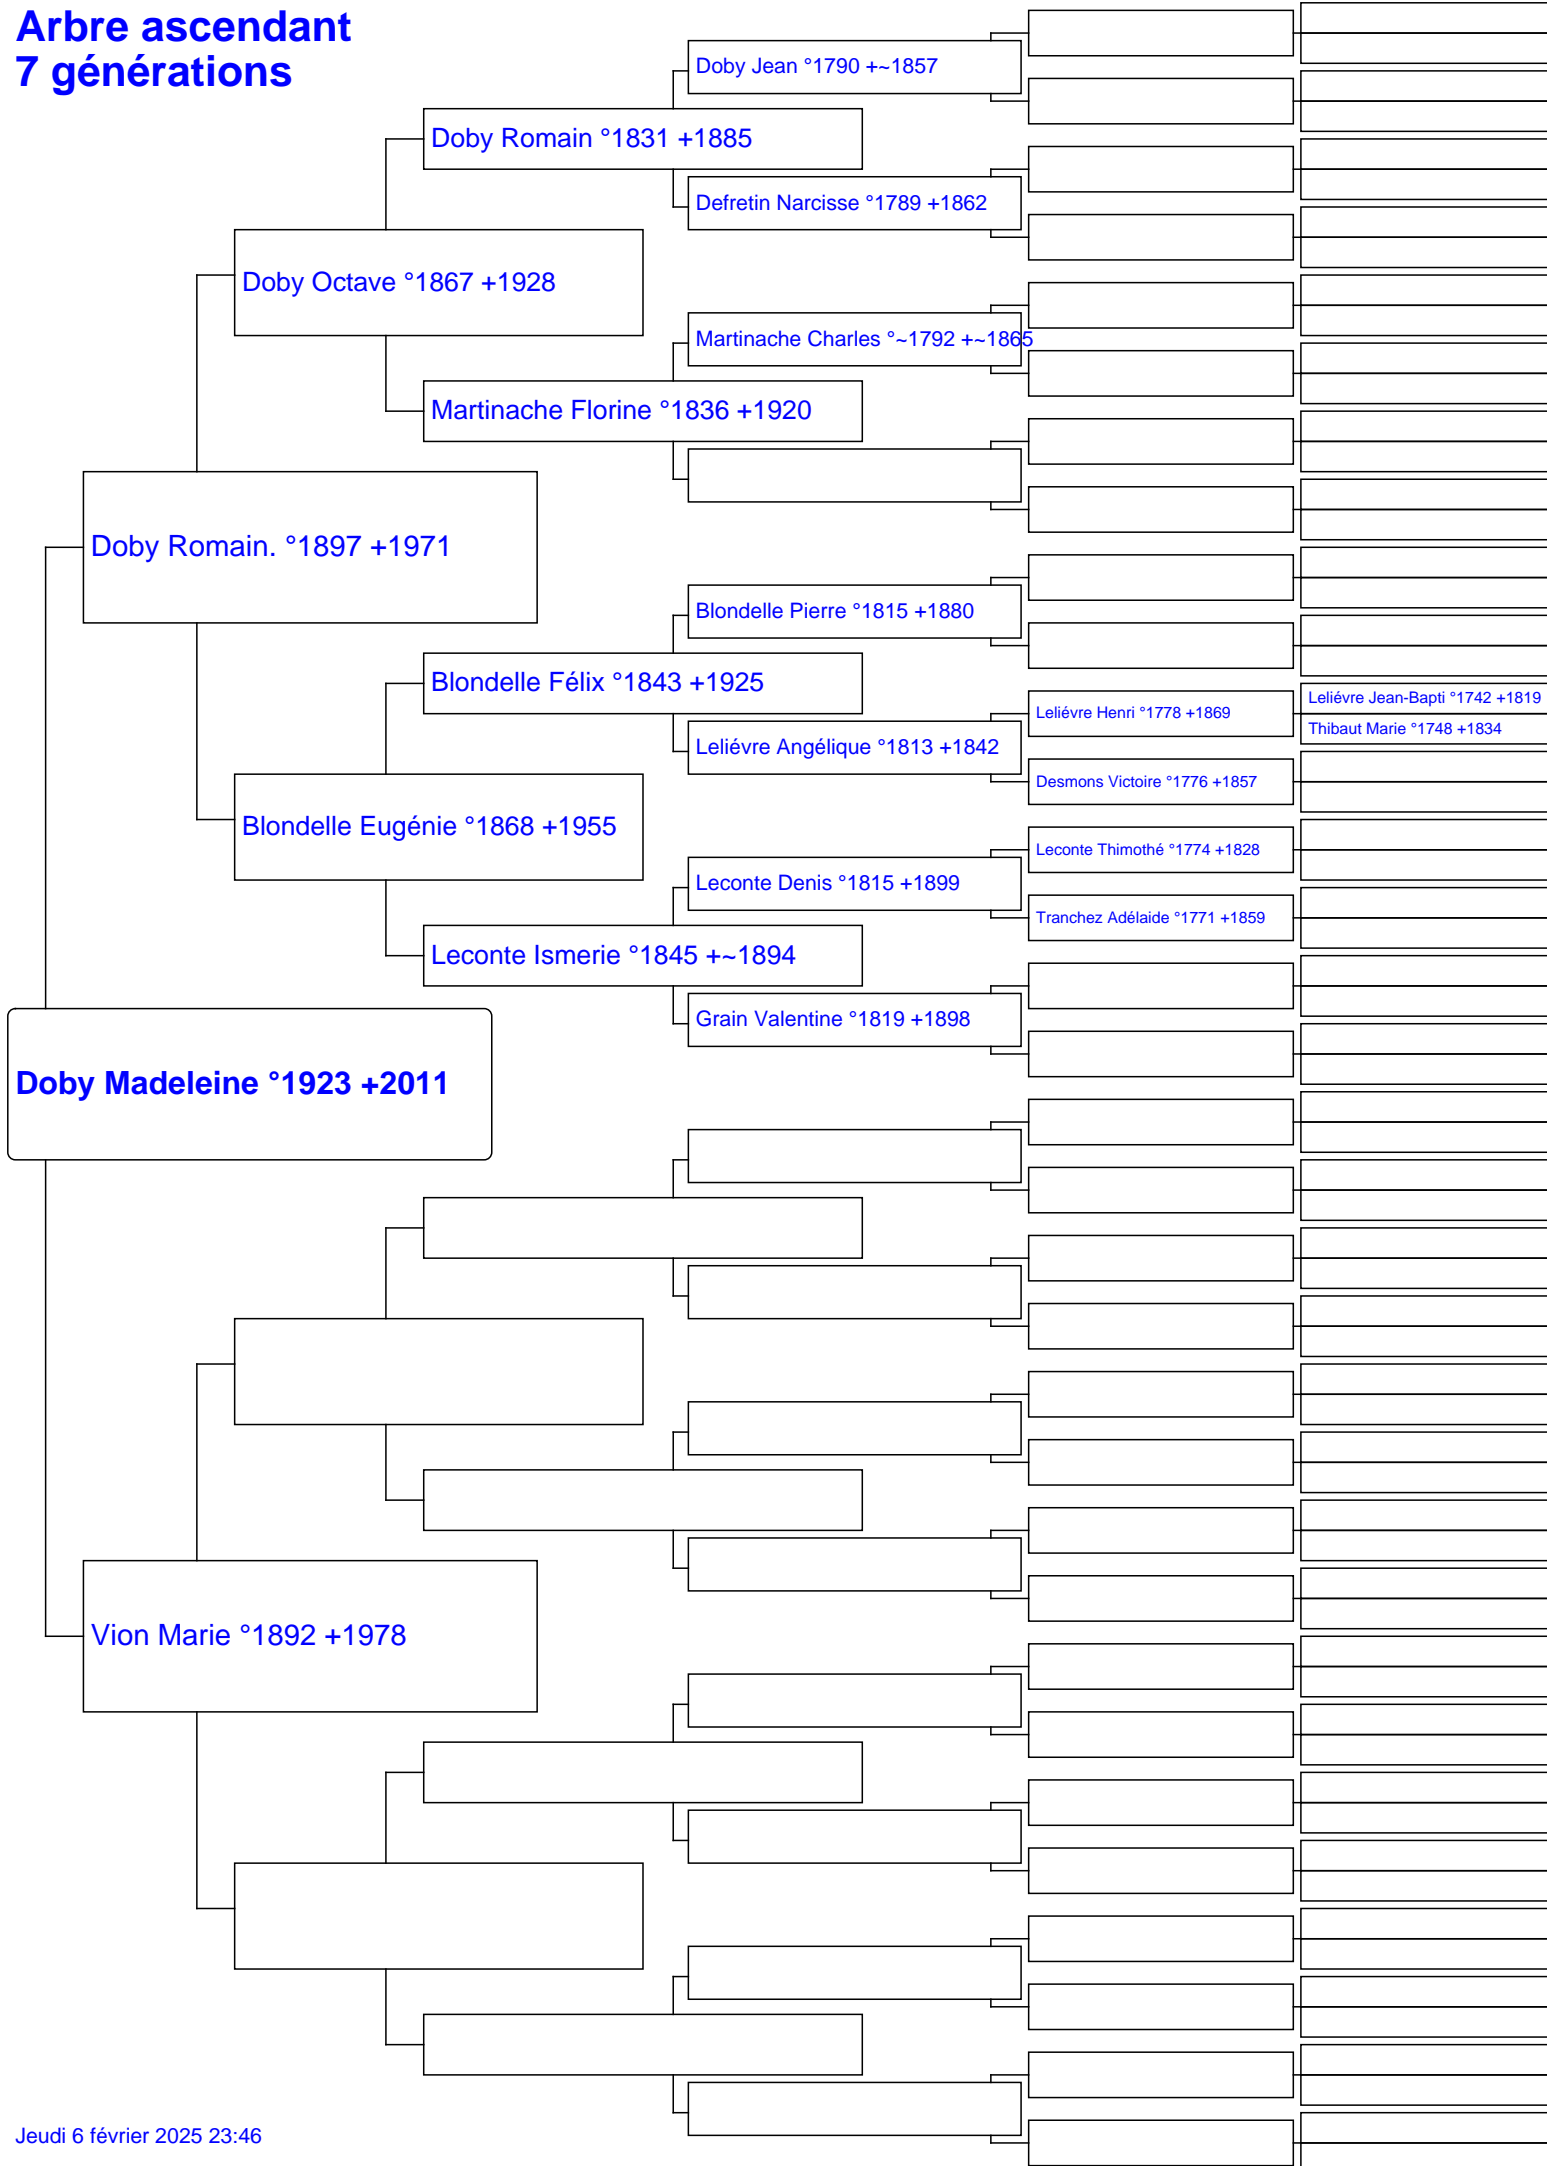 Arbre ascendant
7 générations
Doby Jean °1790 +~1857
Doby Romain °1831 +1885
Defretin Narcisse °1789 +1862
Doby Octave °1867 +1928
Martinache Charles °~1792 +~1865
Martinache Florine °1836 +1920
Doby Romain. °1897 +1971
Blondelle Pierre °1815 +1880
Blondelle Félix °1843 +1925
Leliévre Jean-Bapti °1742 +1819
Leliévre Henri °1778 +1869
Thibaut Marie °1748 +1834
Leliévre Angélique °1813 +1842
Desmons Victoire °1776 +1857
Blondelle Eugénie °1868 +1955
Leconte Thimothé °1774 +1828
Leconte Denis °1815 +1899
Tranchez Adélaide °1771 +1859
Leconte Ismerie °1845 +~1894
Grain Valentine °1819 +1898
Doby Madeleine °1923 +2011
Vion Marie °1892 +1978
Jeudi 6 février 2025 23:46